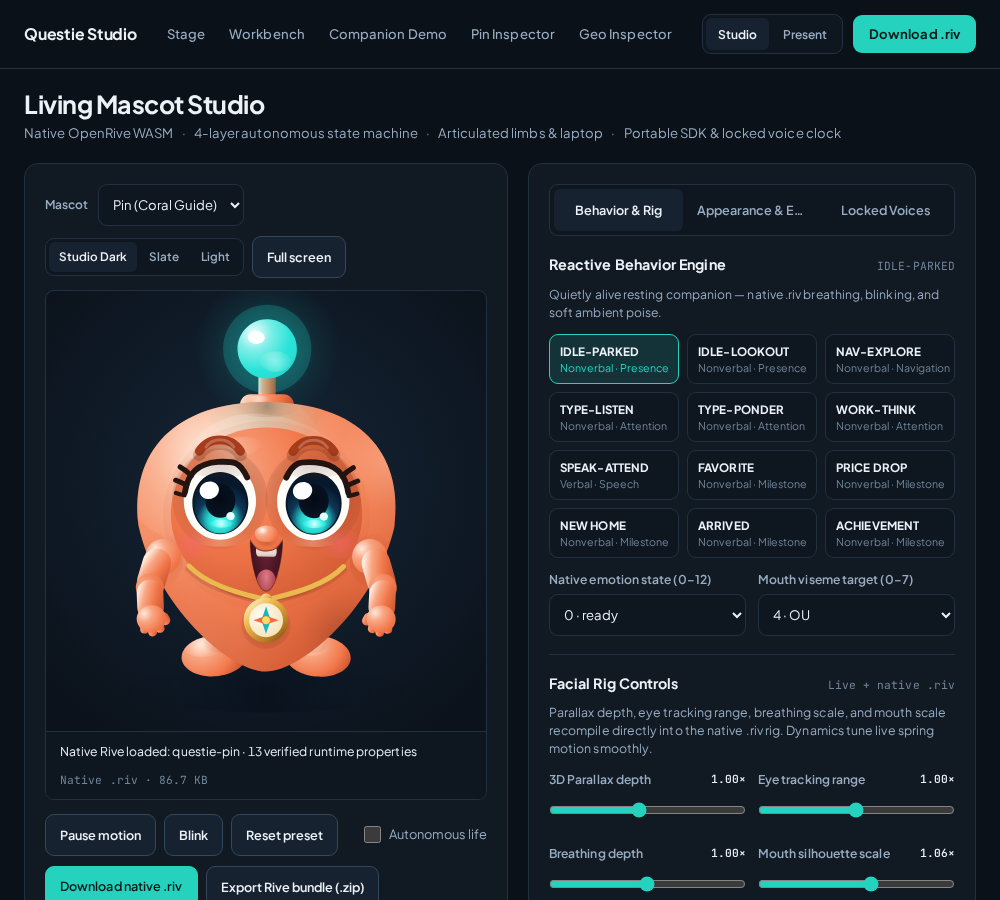 Questie Studio
Stage Workbench Companion Demo Pin Inspector Geo Inspector
Studio Present
Download .riv
Living Mascot Studio
Native OpenRive WASM · 4-layer autonomous state machine · Articulated limbs & laptop · Portable SDK & locked voice clock
Mascot
Pin (Coral Guide)
Studio Dark Slate Light
Full screen
Native Rive loaded: questie-pin · 13 verified runtime properties
Native .riv · 86.7 KB
Pause motion
Blink
Reset preset
Autonomous life
Download native .riv
Export Rive bundle (.zip)
Behavior & Rig Appearance & E... Locked Voices
Reactive Behavior Engine
IDLE-PARKED
Quietly alive resting companion — native .riv breathing, blinking, and
soft ambient poise.
IDLE-PARKED
Nonverbal · Presence
IDLE-LOOKOUT
Nonverbal · Presence
NAV-EXPLORE
Nonverbal · Navigation
TYPE-LISTEN
Nonverbal · Attention
TYPE-PONDER
Nonverbal · Attention
WORK-THINK
Nonverbal · Attention
SPEAK-ATTEND
Verbal · Speech
FAVORITE
Nonverbal · Milestone
PRICE DROP
Nonverbal · Milestone
NEW HOME
Nonverbal · Milestone
ARRIVED
Nonverbal · Milestone
ACHIEVEMENT
Nonverbal · Milestone
Native emotion state (0–12)
0 · ready
Mouth viseme target (0–7)
4 · OU
Facial Rig Controls
Live + native .riv
Parallax depth, eye tracking range, breathing scale, and mouth scale
recompile directly into the native .riv rig. Dynamics tune live spring
motion smoothly.
3D Parallax depth 1.00×
Eye tracking range 1.00×
Breathing depth 1.00×
Mouth silhouette scale 1.06×